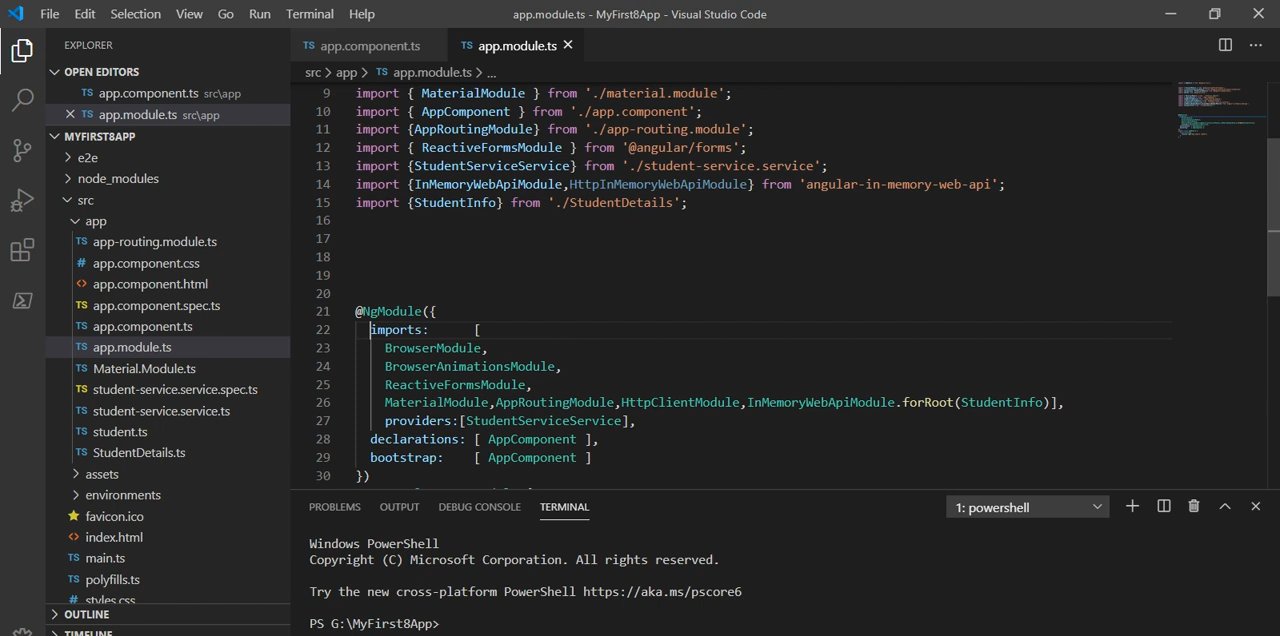 File Edit Selection View Go Run Terminal Help
app.module.ts - MyFirst8App - Visual Studio Code
EXPLORER
OPEN EDITORS
TS app.component.ts src\app
TS app.module.ts src\app
MYFIRST8APP
e2e
node_modules
src
app
TS app-routing.module.ts
# app.component.css
<> app.component.html
TS app.component.spec.ts
TS app.component.ts
TS app.module.ts
TS Material.Module.ts
TS student-service.service.spec.ts
TS student-service.service.ts
TS student.ts
TS StudentDetails.ts
assets
environments
favicon.ico
<> index.html
TS main.ts
TS polyfills.ts
# styles.css
OUTLINE
TIMELINE
TS app.component.ts
TS app.module.ts
src > app > TS app.module.ts > ...
9 import { MaterialModule } from './material.module';
10 import { AppComponent } from './app.component';
11 import {AppRoutingModule} from './app-routing.module';
12 import { ReactiveFormsModule } from '@angular/forms';
13 import {StudentServiceService} from './student-service.service';
14 import {InMemoryWebApiModule,HttpInMemoryWebApiModule} from 'angular-in-memory-web-api';
15 import {StudentInfo} from './StudentDetails';
16
17
18
19
20
21 @NgModule({
22 imports: [
23 BrowserModule,
24 BrowserAnimationsModule,
25 ReactiveFormsModule,
26 MaterialModule,AppRoutingModule,HttpClientModule,InMemoryWebApiModule.forRoot(StudentInfo)],
27 providers:[StudentServiceService],
28 declarations: [ AppComponent ],
29 bootstrap: [ AppComponent ]
30 })
PROBLEMS OUTPUT DEBUG CONSOLE TERMINAL
1: powershell
Windows PowerShell
Copyright (C) Microsoft Corporation. All rights reserved.
Try the new cross-platform PowerShell https://aka.ms/pscore6
PS G:\MyFirst8App>